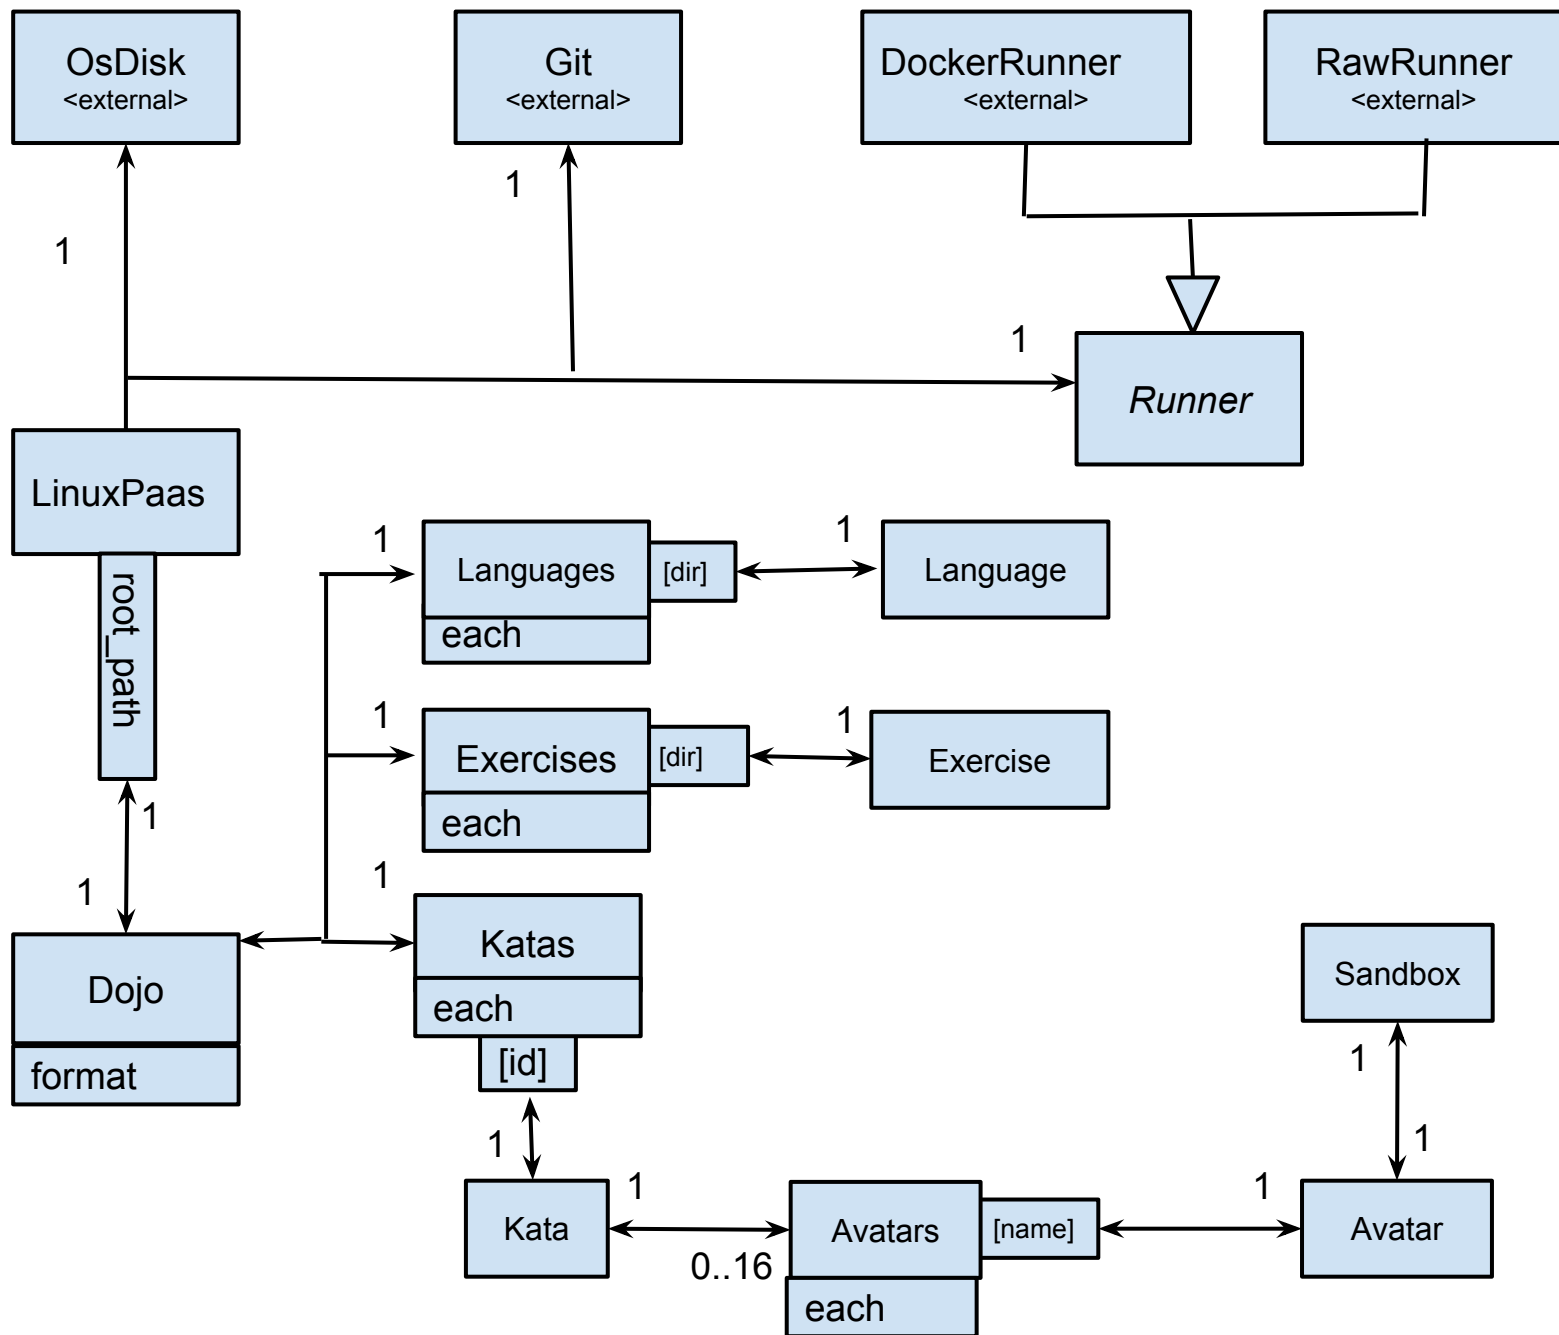 OsDisk
<external>
Git
<external>
DockerRunner
<external>
RawRunner
<external>
1
1
1
Runner
LinuxPaas
root_path
1
1
1
Languages
each
[dir]
1
Language
1
Exercises
each
[dir]
1
Exercise
1
Katas
each
[id]
Dojo
format
1
Kata
1
0..16
Avatars
each
[name]
1
Avatar
1
1
Sandbox